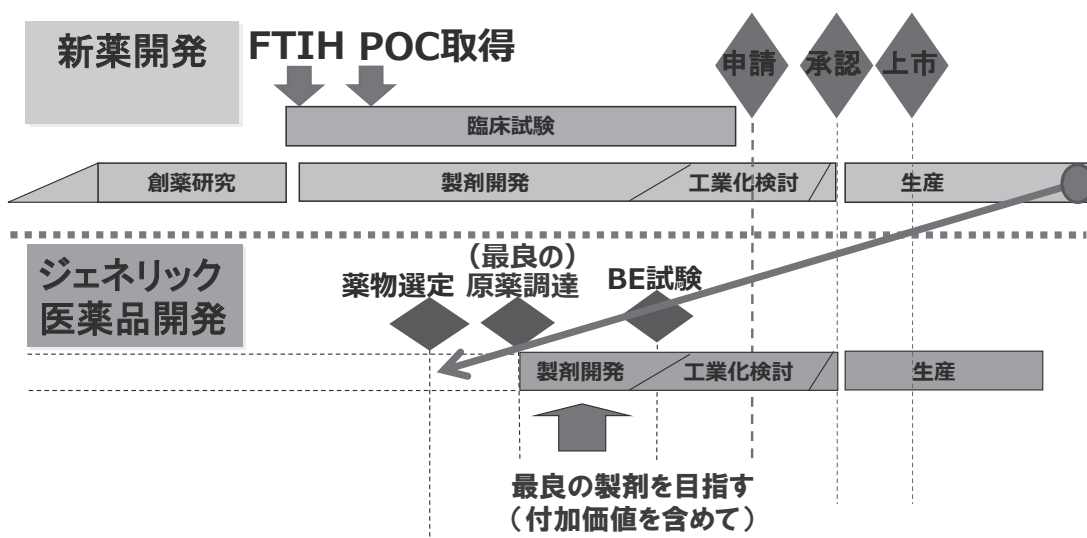 新薬開発
FTIH POC取得
申請
承認
上市
臨床試験
創薬研究
製剤開発
工業化検討
生産
ジェネリック
医薬品開発
薬物選定
（最良の）
原薬調達
BE試験
製剤開発
工業化検討
生産
最良の製剤を目指す
（付加価値を含めて）